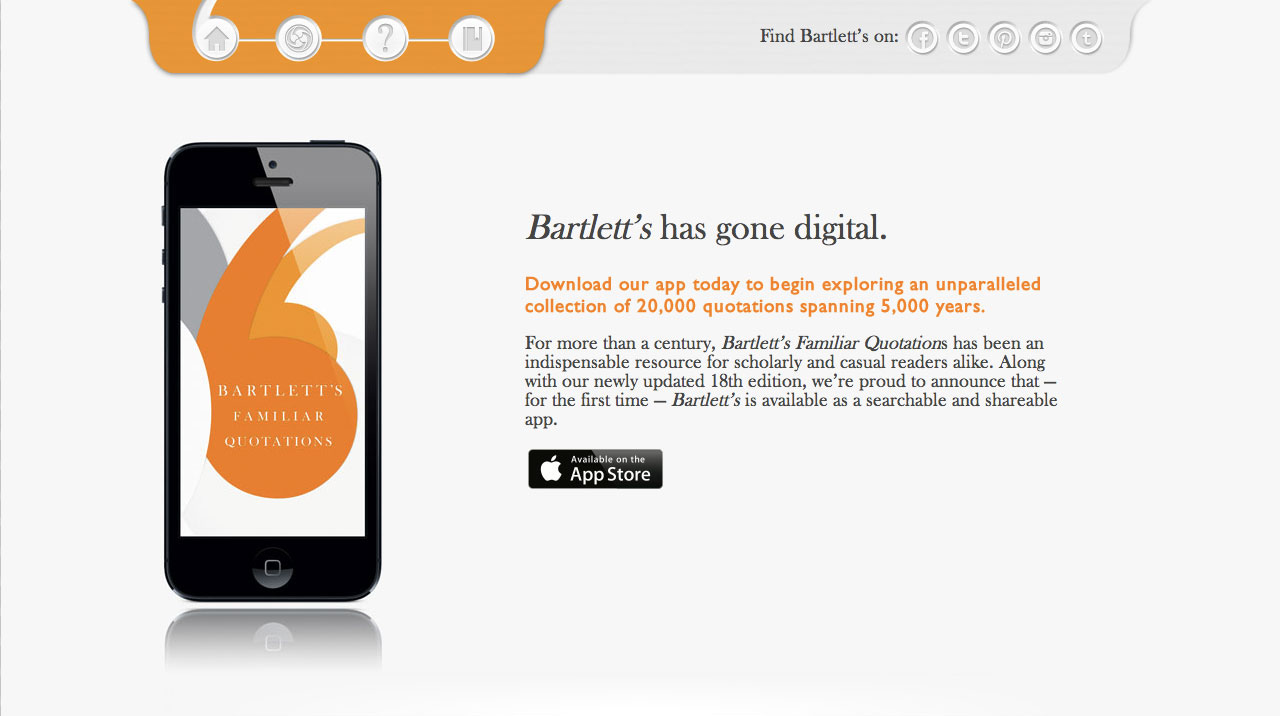 Find Bartlett's on:
BARTLETT'S
FAMILIAR
QUOTATIONS
Bartlett's has gone digital.
Download our app today to begin exploring an unparalleled
collection of 20,000 quotations spanning 5,000 years.
For more than a century, Bartlett's Familiar Quotations has been an
indispensable resource for scholarly and casual readers alike. Along
with our newly updated 18th edition, we're proud to announce that —
for the first time — Bartlett's is available as a searchable and shareable
app.
Available on the
App Store